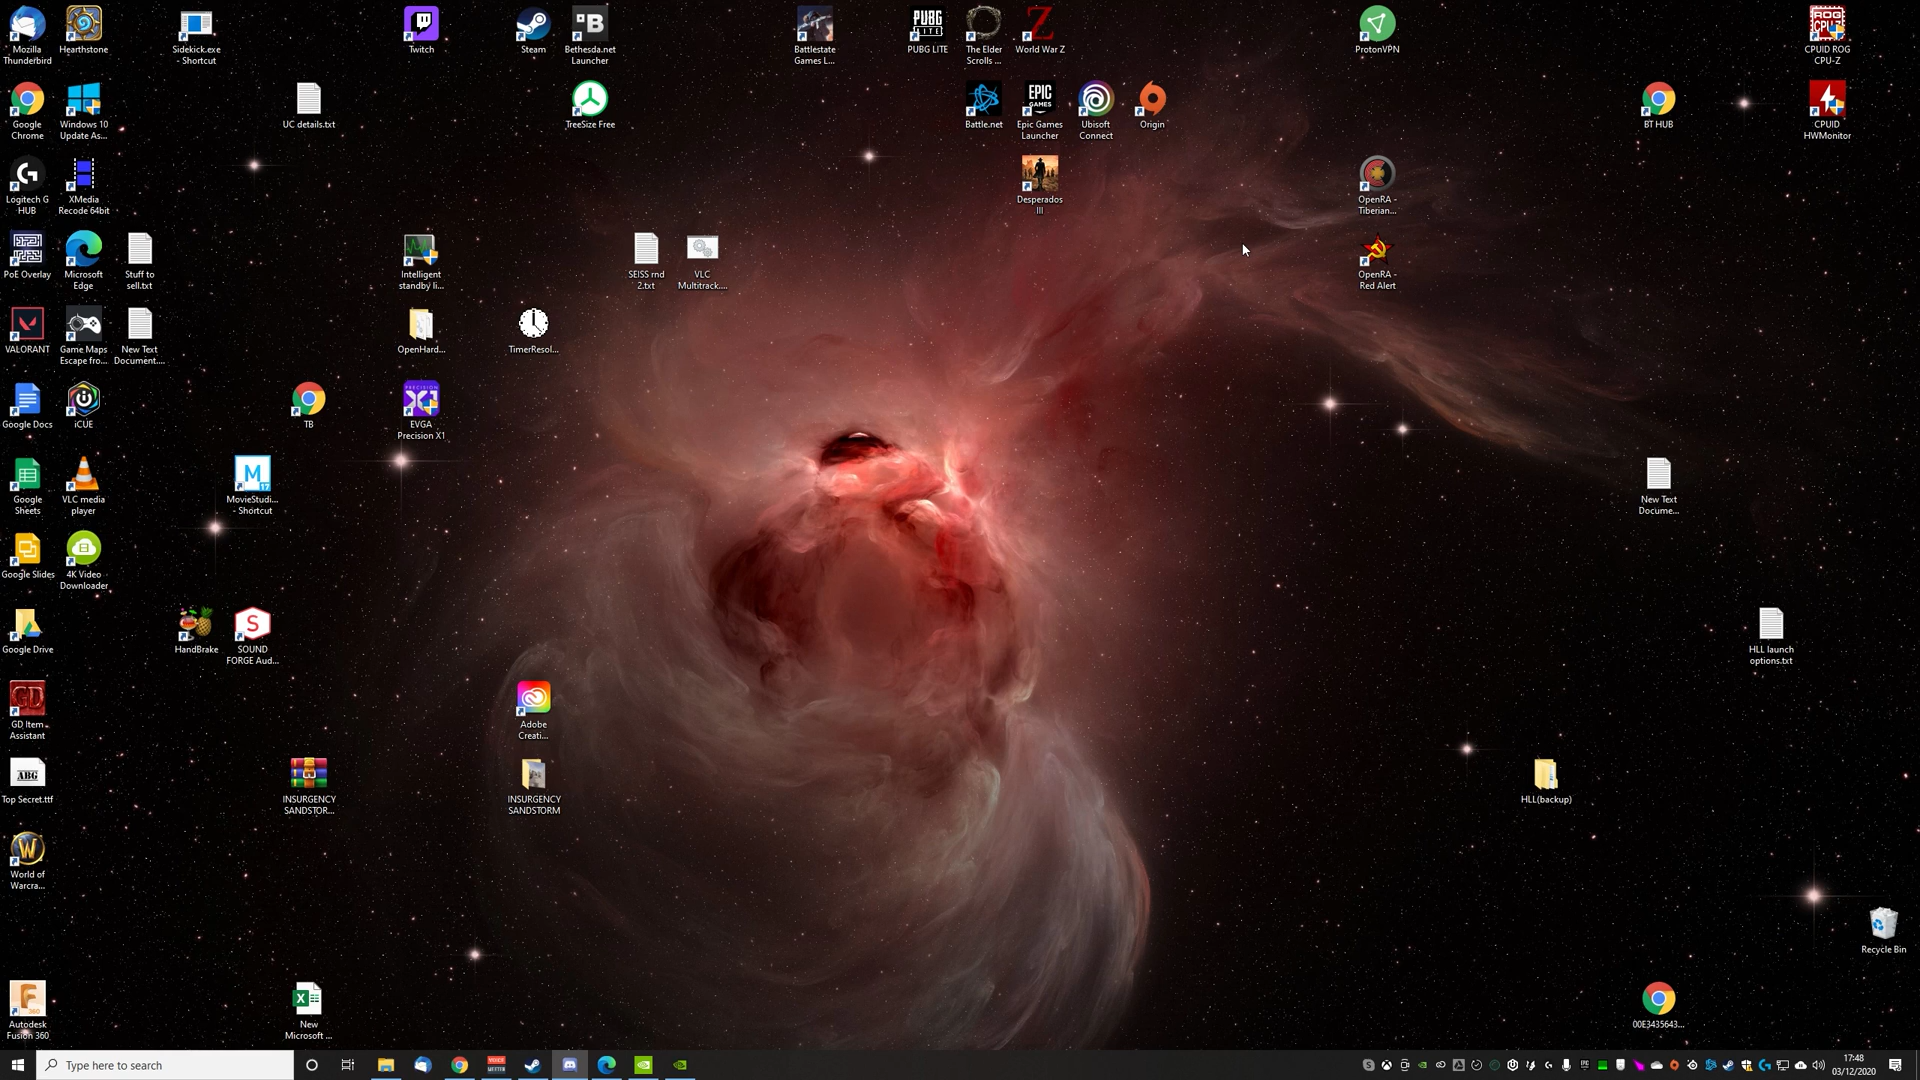 Mozilla
Thunderbird
Hearthstone
Sidekick.exe
- Shortcut
Twitch
Steam
Bethesda.net
Launcher
Battlestate
Games L...
PUBG LITE
The Elder
Scrolls ...
World War Z
ProtonVPN
CPUID ROG
CPU-Z
Google
Chrome
Windows 10
Update As...
UC details.txt
TreeSize Free
Battle.net
Epic Games
Launcher
Ubisoft
Connect
Origin
BT HUB
CPUID
HWMonitor
Logitech G
HUB
XMedia
Recode 64bit
Desperados
III
OpenRA -
Tiberian...
PoE Overlay
Microsoft
Edge
Stuff to
sell.txt
Intelligent
standby li...
SEISS rnd
2.txt
VLC
Multitrack....
OpenRA -
Red Alert
VALORANT
Game Maps
Escape fro...
New Text
Document....
OpenHard...
TimerResol...
Google Docs
iCUE
TB
EVGA
Precision X1
Google
Sheets
VLC media
player
MovieStudi...
- Shortcut
New Text
Docume...
Google Slides
4K Video
Downloader
Google Drive
HandBrake
SOUND
FORGE Aud...
HLL launch
options.txt
GD Item
Assistant
Adobe
Creati...
Top Secret.ttf
INSURGENCY
SANDSTOR...
INSURGENCY
SANDSTORM
HLL(backup)
World of
Warcra...
Recycle Bin
Autodesk
Fusion 360
New
Microsoft ...
00E3435643...
Type here to search
17:48
03/12/2020